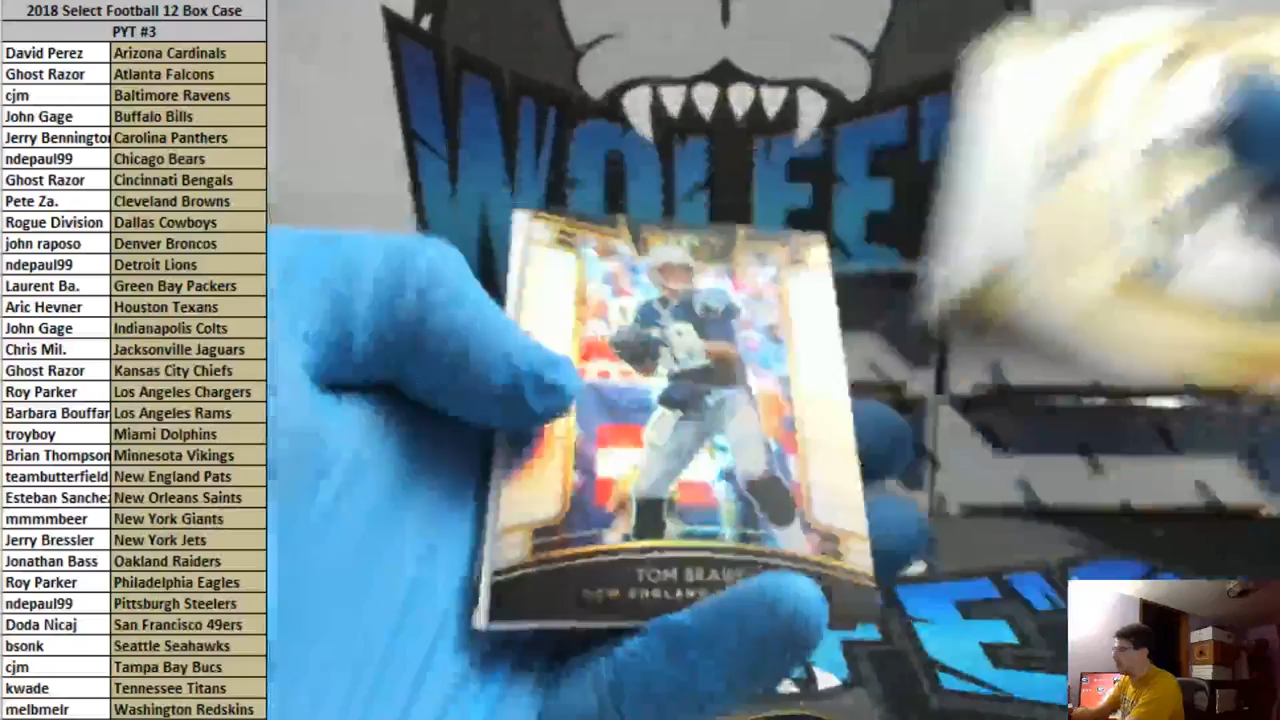 2018 Select Football 12 Box Case
PYT #3
David Perez Arizona Cardinals
Ghost Razor Atlanta Falcons
cjm Baltimore Ravens
John Gage Buffalo Bills
Jerry Benningto Carolina Panthers
ndepaul99 Chicago Bears
Ghost Razor Cincinnati Bengals
Pete Za. Cleveland Browns
Rogue Division Dallas Cowboys
john raposo Denver Broncos
ndepaul99 Detroit Lions
Laurent Ba. Green Bay Packers
Aric Hevner Houston Texans
John Gage Indianapolis Colts
Chris Mil. Jacksonville Jaguars
Ghost Razor Kansas City Chiefs
Roy Parker Los Angeles Chargers
Barbara Bouffar Los Angeles Rams
troyboy Miami Dolphins
Brian Thompson Minnesota Vikings
teambutterfield New England Pats
Esteban Sanche New Orleans Saints
mmmmbeer New York Giants
Jerry Bressler New York Jets
Jonathan Bass Oakland Raiders
Roy Parker Philadelphia Eagles
ndepaul99 Pittsburgh Steelers
Doda Nicaj San Francisco 49ers
bsonk Seattle Seahawks
cjm Tampa Bay Bucs
kwade Tennessee Titans
melbmelr Washington Redskins
TOM BRADY
NEW ENGLAND